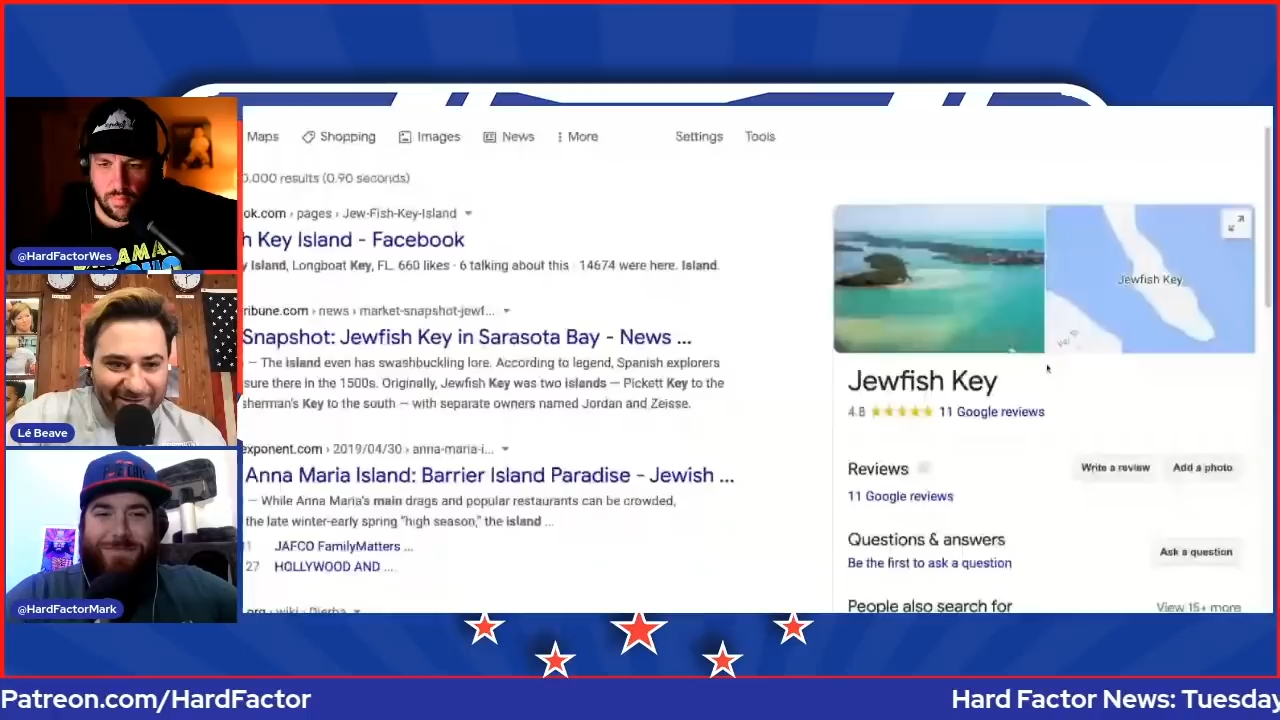 Maps Shopping Images News More Settings Tools
0,000 results (0.90 seconds)
ok.com › pages › Jew-Fish-Key-Island
h Key Island - Facebook
y Island, Longboat Key, FL. 660 likes · 6 talking about this · 14674 were here. Island.
ribune.com › news › market-snapshot-jewf...
Snapshot: Jewfish Key in Sarasota Bay - News ...
— The island even has swashbuckling lore. According to legend, Spanish explorers
sure there in the 1500s. Originally, Jewfish Key was two islands — Pickett Key to the
sherman's Key to the south — with separate owners named Jordan and Zeisse.
exponent.com › 2019/04/30 › anna-maria-i...
Anna Maria Island: Barrier Island Paradise - Jewish ...
— While Anna Maria's main drags and popular restaurants can be crowded,
the late winter-early spring "high season," the island ...
JAFCO FamilyMatters ...
27 HOLLYWOOD AND ...
.org › wiki › Djerba
Jewfish Key
Jewfish Key
4.8 11 Google reviews
Reviews
Write a review Add a photo
11 Google reviews
Questions & answers
Ask a question
Be the first to ask a question
People also search for View 15+ more
@HardFactorWes
Lé Beave
@HardFactorMark
Patreon.com/HardFactor
Hard Factor News: Tuesday